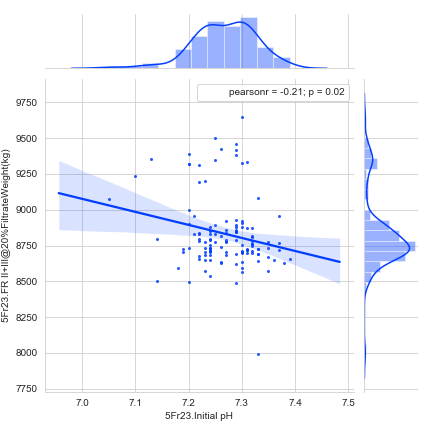 pearsonr = -0.21; p = 0.02
9750
9500
9250
9000
8750
8500
8250
8000
7750
5Fr23.FR II+III@20%FiltrateWeight(kg)
7.0 7.1 7.2 7.3 7.4 7.5
5Fr23.Initial pH